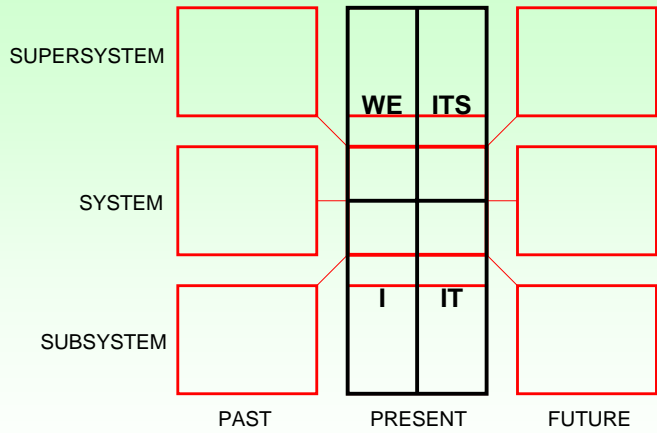 SUPERSYSTEM
WE ITS
SYSTEM
I IT
SUBSYSTEM
PAST PRESENT FUTURE